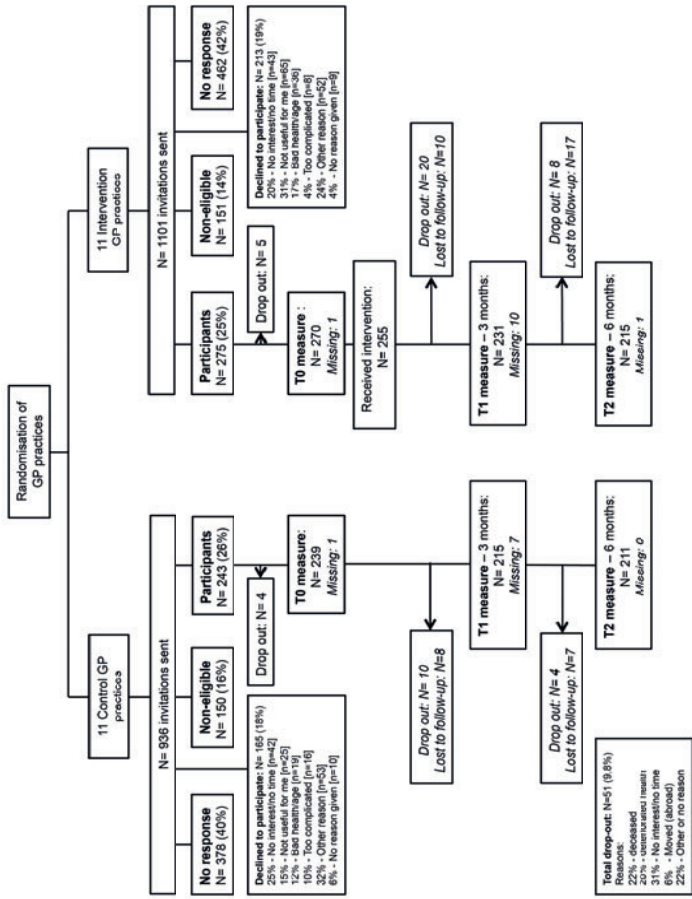 Randomisation of
GP practices
11 Control GP
practices
11 Intervention
GP practices
N= 936 invitations sent
N= 1101 invitations sent
No response
N= 378 (40%)
Non-eligible
N= 150 (16%)
Participants
N= 243 (26%)
Participants
N= 275 (25%)
Non-eligible
N= 151 (14%)
No response
N= 462 (42%)
Declined to participate: N= 165 (18%)
25% - No interest/no time [n=42]
15% - Not useful for me [n=25]
12% - Bad health/age [n=19]
10% - Too complicated [n=16]
32% - Other reason [n=53]
6% - No reason given [n=10]
Drop out: N= 4
Drop out: N= 5
Declined to participate: N= 213 (19%)
20% - No interest/no time [n=43]
31% - Not useful for me [n=65]
17% - Bad health/age [n=36]
4% - Too complicated [n=8]
24% - Other reason [n=52]
4% - No reason given [n=9]
T0 measure:
N= 239
Missing: 1
T0 measure :
N= 270
Missing: 1
Received intervention:
N= 255
Drop out: N= 10
Lost to follow-up: N=8
Drop out: N= 20
Lost to follow-up: N=10
T1 measure – 3 months:
N= 215
Missing: 7
T1 measure – 3 months:
N= 231
Missing: 10
Drop out: N= 4
Lost to follow-up: N=7
Drop out: N= 8
Lost to follow-up: N=17
T2 measure – 6 months:
N= 211
Missing: 0
T2 measure – 6 months:
N= 215
Missing: 1
Total drop-out: N=51 (9.8%)
Reasons:
22% - deceased
20% - deteriorated health
31% - No interest/no time
6% - Moved (abroad)
22% - Other or no reason